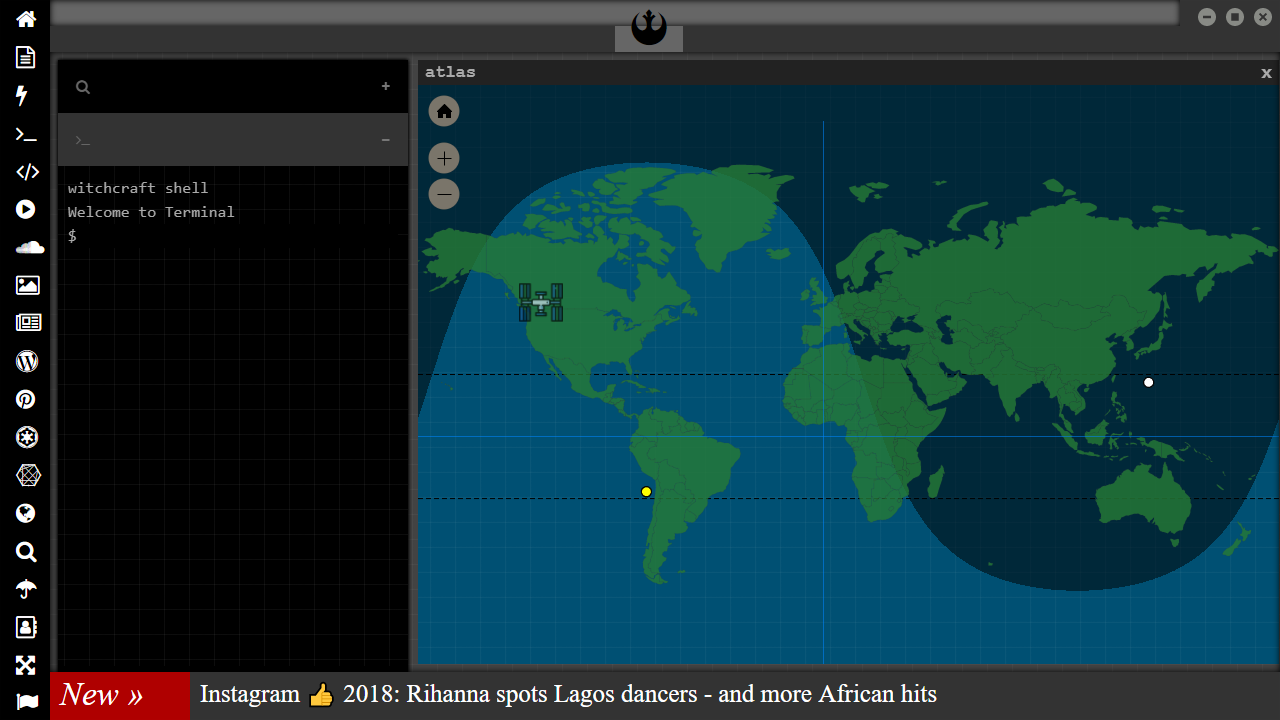 atlas
x
+
>_
–
witchcraft shell
Welcome to Terminal
$
New »
Instagram 👍 2018: Rihanna spots Lagos dancers - and more African hits